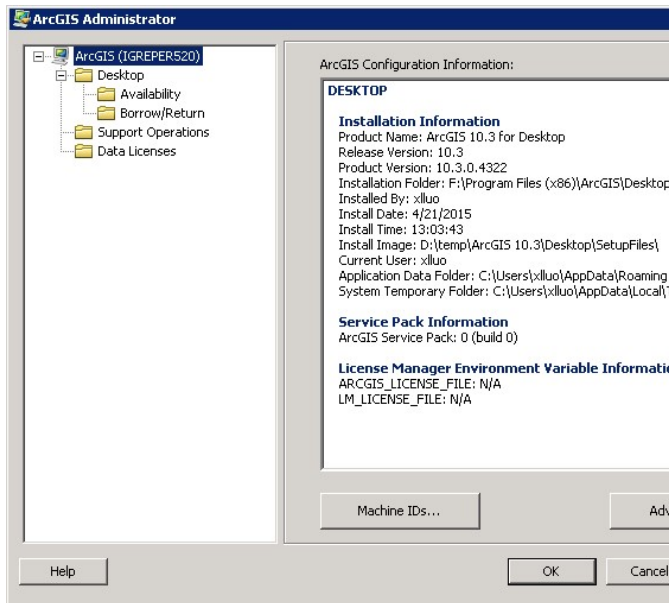 ArcGIS Administrator
ArcGIS (IGREPER520)
Desktop
Availability
Borrow/Return
Support Operations
Data Licenses
ArcGIS Configuration Information:
DESKTOP
Installation Information
Product Name: ArcGIS 10.3 for Desktop
Release Version: 10.3
Product Version: 10.3.0.4322
Installation Folder: F:\Program Files (x86)\ArcGIS\Desktop
Installed By: xlluo
Install Date: 4/21/2015
Install Time: 13:03:43
Install Image: D:\temp\ArcGIS 10.3\Desktop\SetupFiles\
Current User: xlluo
Application Data Folder: C:\Users\xlluo\AppData\Roaming
System Temporary Folder: C:\Users\xlluo\AppData\Local\
Service Pack Information
ArcGIS Service Pack: 0 (build 0)
License Manager Environment Variable Informati
ARCGIS_LICENSE_FILE: N/A
LM_LICENSE_FILE: N/A
Machine IDs...
Adv
Help
OK
Cancel